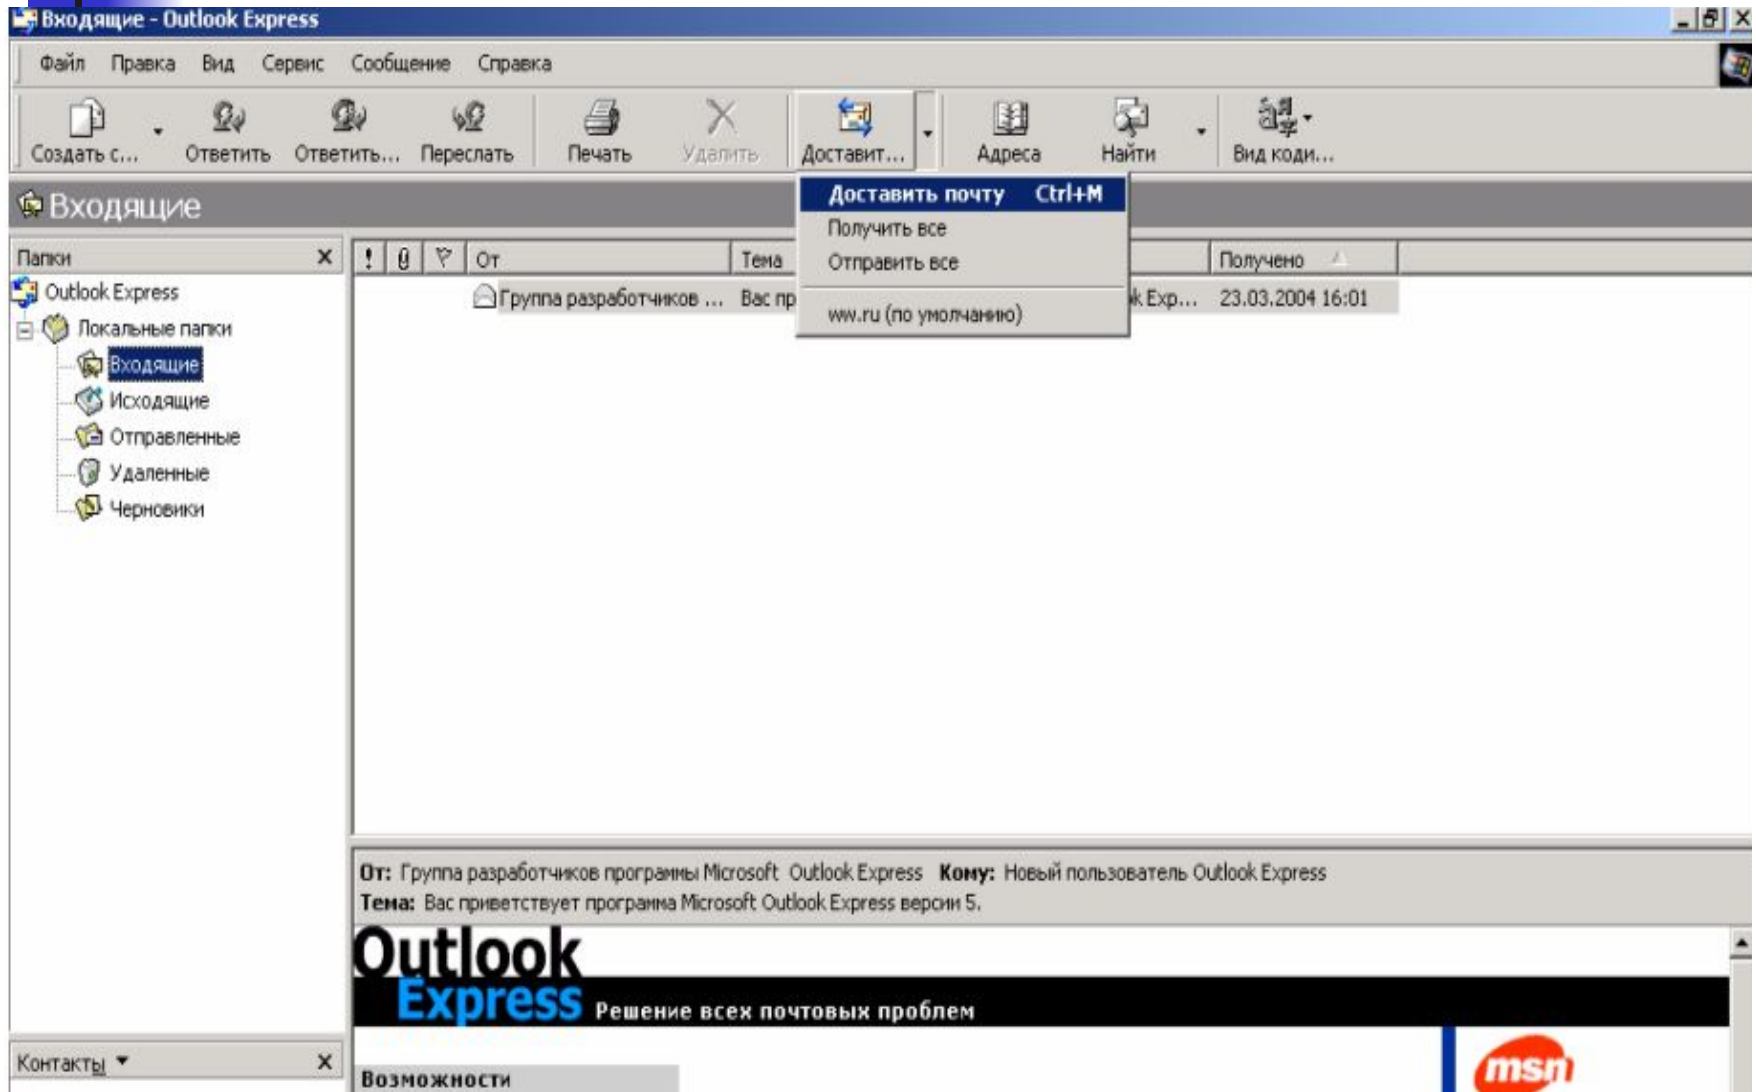 Входящие - Outlook Express
Файл Правка Вид Сервис Сообщение Справка
Создать с... Ответить Ответить... Переслать Печать Удалить Доставит... Адреса Найти Вид коди...
Входящие
Доставить почту Ctrl+M
Получить все
Отправить все
ww.ru (по умолчанию)
Папки
Outlook Express
Локальные папки
Входящие
Исходящие
Отправленные
Удаленные
Черновики
! От Тема Получено
Группа разработчиков ... Вас пр k Exp... 23.03.2004 16:01
От: Группа разработчиков программы Microsoft Outlook Express Кому: Новый пользователь Outlook Express
Тема: Вас приветствует программа Microsoft Outlook Express версии 5.
Outlook
Express Решение всех почтовых проблем
msn
Контакты
Возможности